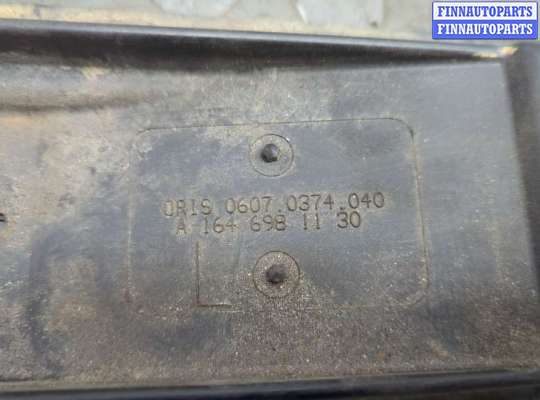 FINNAUTOPARTS
FINNAUTOPARTS
ORIS 0607.0374.040
A 164 698 11 30